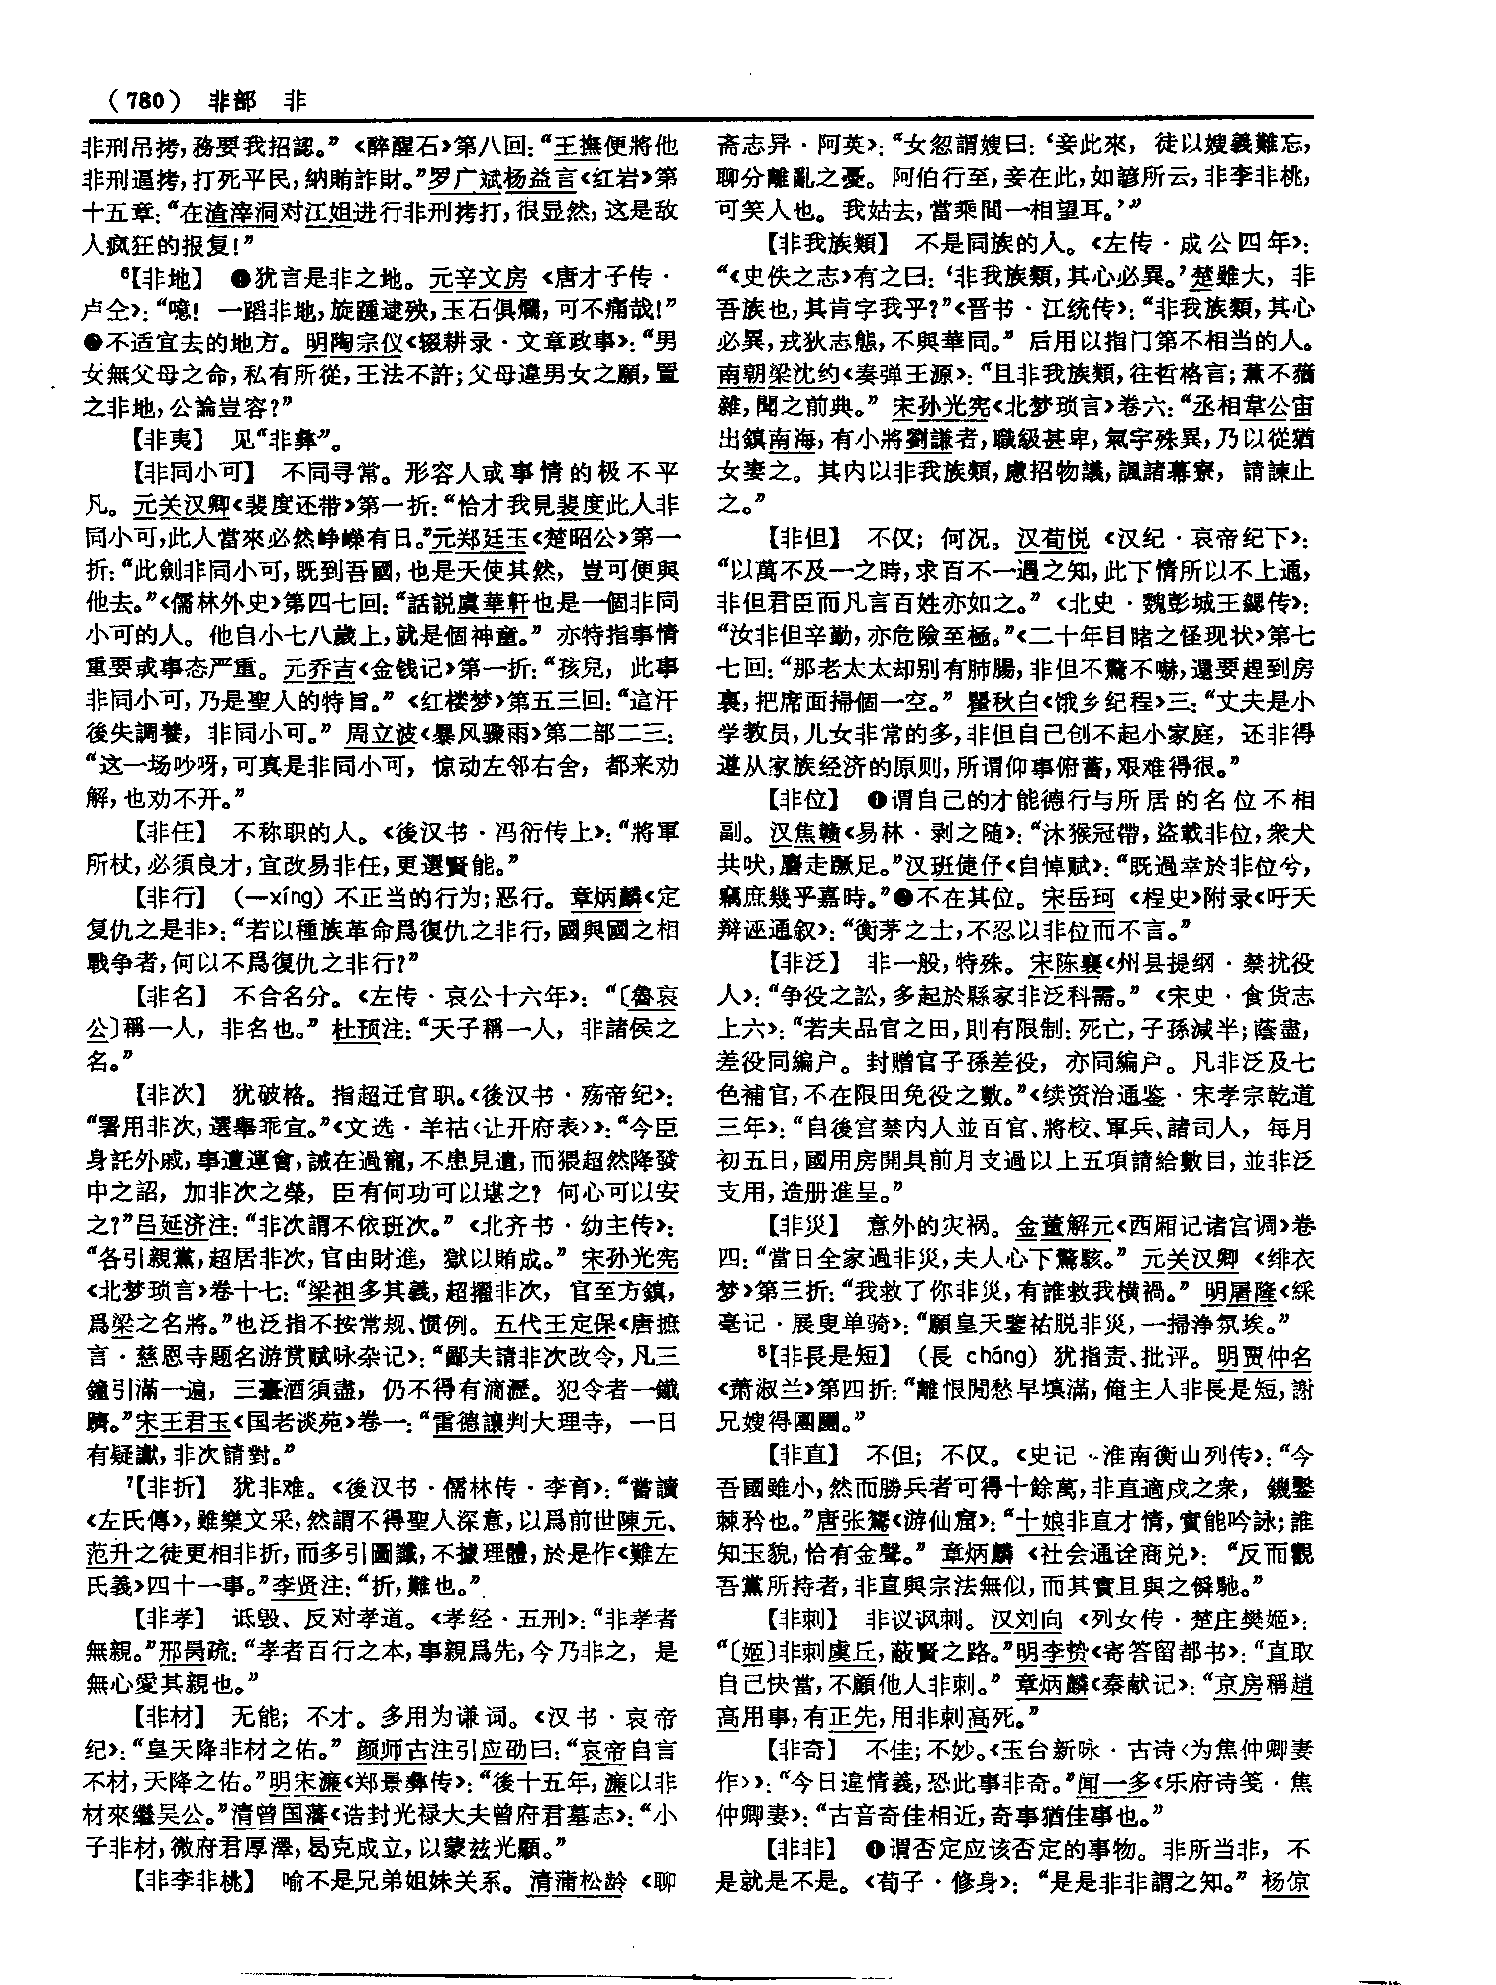 （780） 非部　非
非刑吊拷，務要我招認。”《醉醒石》第八回：“王撫便將他
非刑逼拷，打死平民，納賄詐財。”罗广斌杨益言《红岩》第
十五章：“在渣滓洞对江姐进行非刑拷打，很显然，这是敌
人疯狂的报复！”
6【非地】　❶犹言是非之地。元辛文房《唐才子传·
卢仝》：“噫！一蹈非地，旋踵逮殃，玉石俱爛，可不痛哉！”
❷不适宜去的地方。明陶宗仪《辍耕录·文章政事》：“男
女無父母之命，私有所從，王法不許；父母違男女之願，置
之非地，公論豈容？”
【非夷】　见“非彝”。
【非同小可】　不同寻常。形容人或事情的极不平
凡。元关汉卿《裴度还带》第一折：“恰才我見裴度此人非
同小可，此人當來必然峥嶸有日。”元郑廷玉《楚昭公》第一
折：“此劍非同小可，既到吾國，也是天使其然，豈可便與
他去。”《儒林外史》第四七回：“話説虞華軒也是一個非同
小可的人。他自小七八歲上，就是個神童。”亦特指事情
重要或事态严重。元乔吉《金钱记》第一折：“孩兒，此事
非同小可，乃是聖人的特旨。”《红楼梦》第五三回：“這汗
後失調養，非同小可。”周立波《暴风骤雨》第二部二三：
“这一场吵呀，可真是非同小可，惊动左邻右舍，都来劝
解，也劝不开。”
【非任】　不称职的人。《後汉书·冯衍传上》：“將軍
所杖，必須良才，宜改易非任，更選賢能。”
【非行】　（—xíng）不正当的行为；恶行。章炳麟《定
复仇之是非》：“若以種族革命爲復仇之非行，國與國之相
戰争者，何以不爲復仇之非行？”
【非名】　不合名分。《左传·哀公十六年》：“〔魯哀
公〕稱一人，非名也。”杜预注：“天子稱一人，非諸侯之
名。”
【非次】　犹破格。指超迁官职。《後汉书·殇帝纪》：
“署用非次，選舉乖宜。”《文选·羊祜〈让开府表〉》：“今臣
身託外戚，事遭運會，誠在過寵，不患見遺，而猥超然降發
中之詔，加非次之榮，臣有何功可以堪之？何心可以安
之？”吕延济注：“非次謂不依班次。”《北齐书·幼主传》：
“各引親黨，超居非次，官由財進，獄以賄成。”宋孙光宪
《北梦琐言》卷十七：“梁祖多其義，超擢非次，官至方鎮，
爲梁之名將。”也泛指不按常规、惯例。五代王定保《唐摭
言·慈恩寺题名游赏赋咏杂记》：“鄙夫請非次改令，凡三
鐘引滿一遍，三臺酒須盡，仍不得有滴瀝。犯令者一鐵
躋。”宋王君玉《国老谈苑》卷一：“雷德讓判大理寺，一日
有疑讞，非次請對。”
7【非折】　犹非难。《後汉书·儒林传·李育》：“嘗讀
《左氏傳》，雖樂文采，然謂不得聖人深意，以爲前世陳元、
范升之徒更相非折，而多引圖讖，不據理體，於是作《難左
氏義》四十一事。”李贤注：“折，難也。”
【非孝】　诋毁、反对孝道。《孝经·五刑》：“非孝者
無親。”邢昺疏：“孝者百行之本，事親爲先，今乃非之，是
無心愛其親也。”
【非材】　无能；不才。多用为谦词。《汉书·哀帝
纪》：“皇天降非材之佑。”颜师古注引应劭曰：“哀帝自言
不材，天降之佑。”明宋濂《郑景彝传》：“後十五年，濂以非
材來繼吴公。”清曾国藩《诰封光禄大夫曾府君墓志》：“小
子非材，微府君厚澤，曷克成立，以蒙兹光顯。”
【非李非桃】　喻不是兄弟姐妹关系。清蒲松龄《聊
斋志异·阿英》：“女忽謂嫂曰：‘妾此來，徒以嫂義難忘，
聊分離亂之憂。阿伯行至，妾在此，如諺所云，非李非桃，
可笑人也。我姑去，當乘間一相望耳。’”
【非我族類】　不是同族的人。《左传·成公四年》：
“《史佚之志》有之曰：‘非我族類，其心必異。’楚雖大，非
吾族也，其肯字我乎？”《晋书·江统传》：“非我族類，其心
必異，戎狄志態，不與華同。”后用以指门第不相当的人。
南朝梁沈约《奏弹王源》：“且非我族類，往哲格言；薰不蕕
雜，聞之前典。”宋孙光宪《北梦琐言》卷六：“丞相韋公宙
出鎮南海，有小將劉謙者，職級甚卑，氣宇殊異，乃以從猶
女妻之。其内以非我族類，慮招物議，諷諸幕寮，請諫止
之。”
【非但】　不仅；何况。汉荀悦《汉纪·哀帝纪下》：
“以萬不及一之時，求百不一遇之知，此下情所以不上通，
非但君臣而凡言百姓亦如之。”《北史·魏彭城王勰传》：
“汝非但辛勤，亦危險至極。”《二十年目睹之怪现状》第七
七回：“那老太太却别有肺腸，非但不驚不嚇，還要趕到房
裏，把席面掃個一空。”瞿秋白《饿乡纪程》三：“丈夫是小
学教员，儿女非常的多，非但自己创不起小家庭，还非得
遵从家族经济的原则，所谓仰事俯蓄，艰难得很。”
【非位】　❶谓自己的才能德行与所居的名位不相
副。汉焦赣《易林·剥之随》：“沐猴冠帶，盜載非位，衆犬
共吠，麏走蹶足。”汉班倢伃《自悼赋》：“既過幸於非位兮，
竊庶幾乎嘉時。”❷不在其位。宋岳珂《桯史》附录《吁天
辩诬通叙》：“衡茅之士，不忍以非位而不言。”
【非泛】　非一般，特殊。宋陈襄《州县提纲·禁扰役
人》：“争役之訟，多起於縣家非泛科需。”《宋史·食货志
上六》：“若夫品官之田，則有限制：死亡，子孫減半；蔭盡，
差役同編户。封贈官子孫差役，亦同編户。凡非泛及七
色補官，不在限田免役之數。”《续资治通鉴·宋孝宗乾道
三年》：“自後宫禁内人並百官、將校、軍兵、諸司人，每月
初五日，國用房開具前月支過以上五項請給數目，並非泛
支用，造册進呈。”
【非災】　意外的灾祸。金董解元《西厢记诸宫调》卷
四：“當日全家遇非災，夫人心下驚駭。”元关汉卿《绯衣
梦》第三折：“我救了你非災，有誰救我横禍。”明屠隆《綵
毫记·展叟单骑》：“願皇天鑒祐脱非災，一掃净氛埃。”
8【非長是短】　（長 cháng）犹指责、批评。明贾仲名
《萧淑兰》第四折：“離恨閒愁早填滿，俺主人非長是短，謝
兄嫂得團圞。”
【非直】　不但；不仅。《史记·淮南衡山列传》：“今
吾國雖小，然而勝兵者可得十餘萬，非直適戍之衆，鐖鑿
棘矜也。”唐张鷟《游仙窟》：“十娘非直才情，實能吟詠；誰
知玉貌，恰有金聲。”章炳麟《社会通诠商兑》：“反而觀
吾黨所持者，非直與宗法無似，而其實且與之僢馳。”
【非刺】　非议讽刺。汉刘向《列女传·楚庄樊姬》：
“〔姬〕非刺虞丘，蔽賢之路。”明李贽《寄答留都书》：“直取
自己快當，不顧他人非刺。”章炳麟《秦献记》：“京房稱趙
高用事，有正先，用非刺高死。”
【非奇】　不佳；不妙。《玉台新咏·古诗〈为焦仲卿妻
作〉》：“今日違情義，恐此事非奇。”闻一多《乐府诗笺·焦
仲卿妻》：“古音奇佳相近，奇事猶佳事也。”
【非非】　❶谓否定应该否定的事物。非所当非，不
是就是不是。《荀子·修身》：“是是非非謂之知。”杨倞